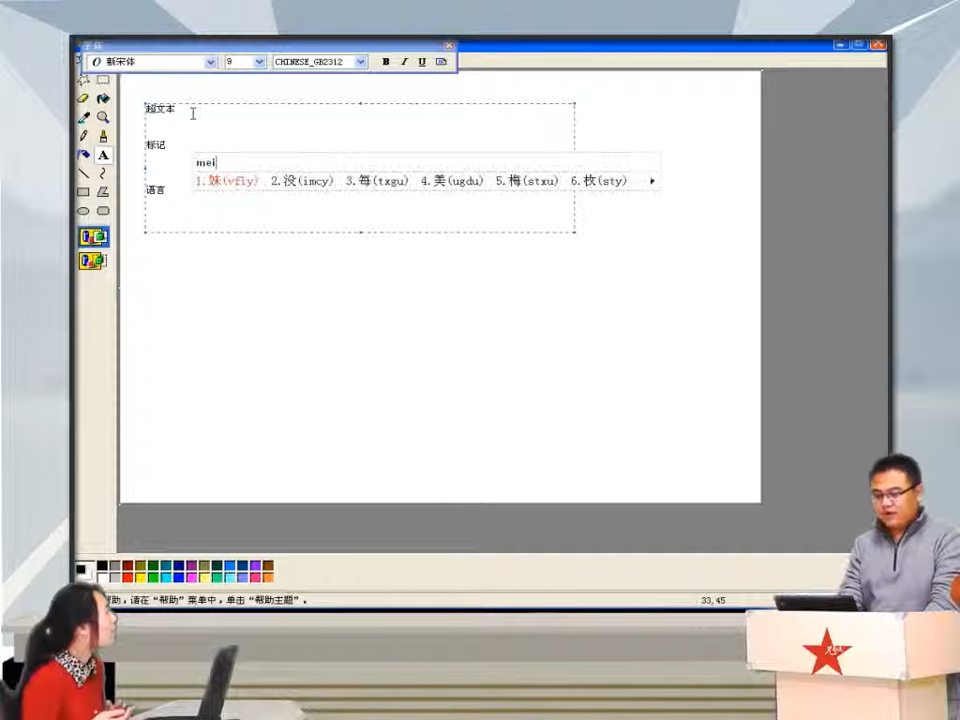 字体
新宋体 9 CHINESE_GB2312 B I U
超文本
标记
mei
1.妹(vfiy) 2.没(imcy) 3.每(txgu) 4.美(ugdu) 5.梅(stxu) 6.枚(sty)
语言
A
助，请在“帮助”菜单中，单击“帮助主题”。
33,45